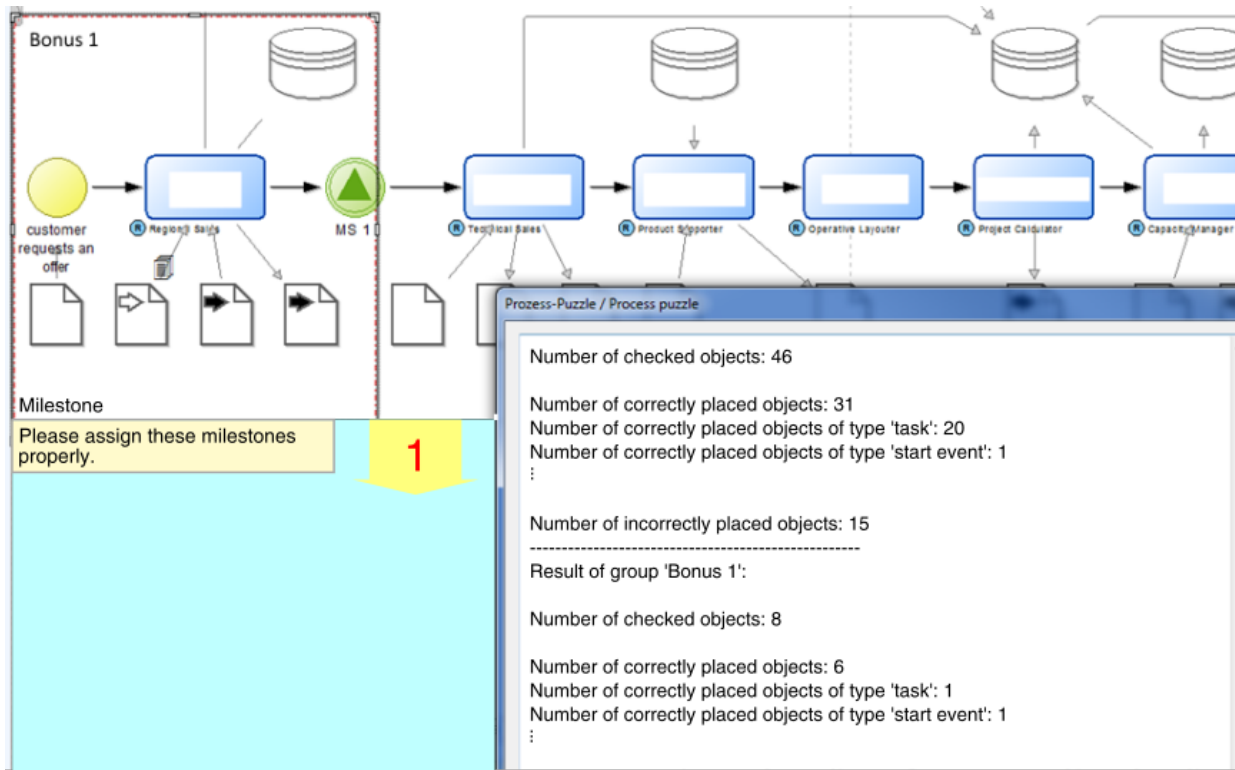 Bonus 1
customer
requests an
offer
R Regional Sales
MS 1
R Technical Sales
R Product Supporter
R Operative Layouter
R Project Calculator
R Capacity Manager
Milestone
Please assign these milestones
properly.
1
Prozess-Puzzle / Process puzzle
Number of checked objects: 46
Number of correctly placed objects: 31
Number of correctly placed objects of type 'task': 20
Number of correctly placed objects of type 'start event': 1
⋮
Number of incorrectly placed objects: 15
----------------------------------------------------
Result of group 'Bonus 1':
Number of checked objects: 8
Number of correctly placed objects: 6
Number of correctly placed objects of type 'task': 1
Number of correctly placed objects of type 'start event': 1
⋮